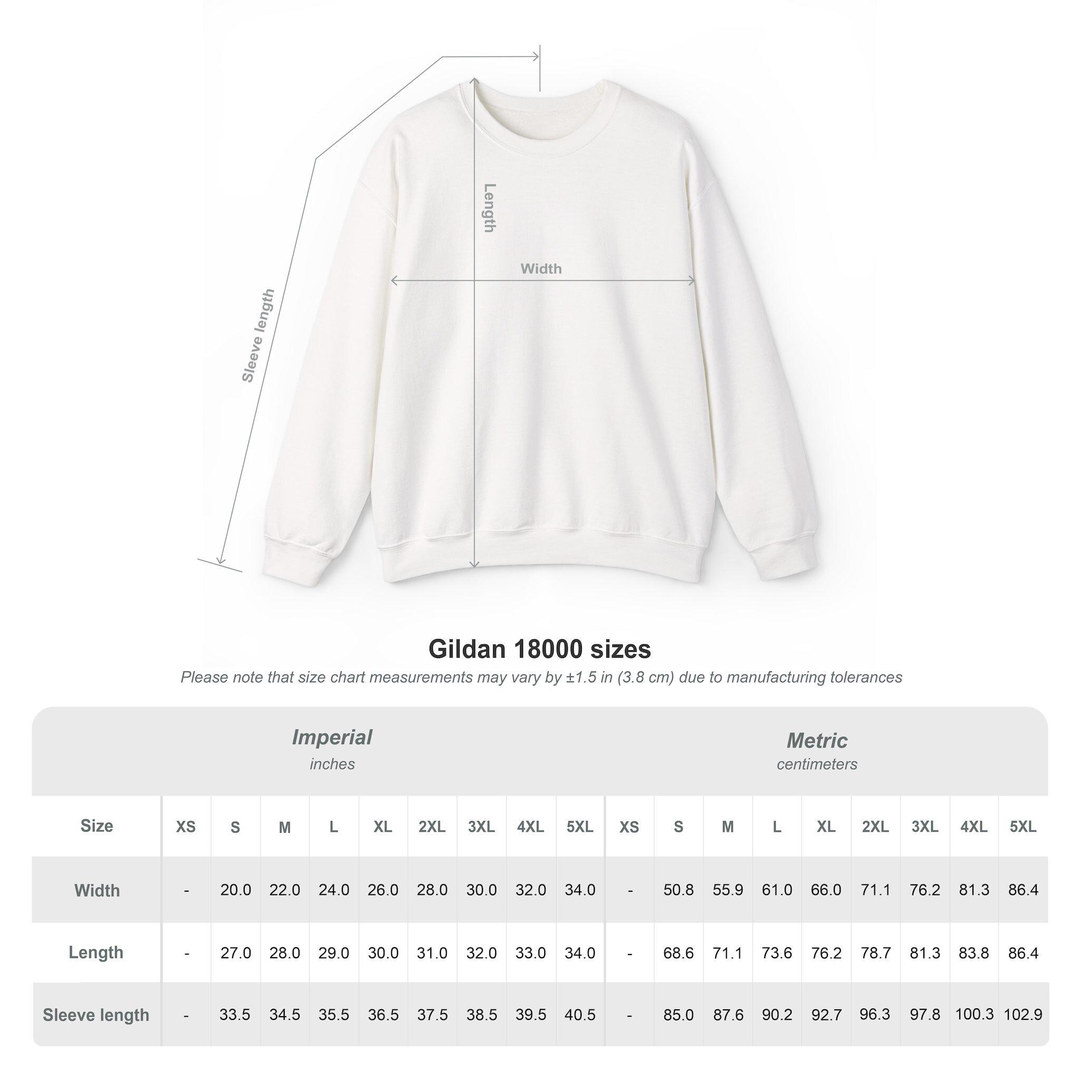 Length
Width
Sleeve length
Gildan 18000 sizes
Please note that size chart measurements may vary by ±1.5 in (3.8 cm) due to manufacturing tolerances
Imperial Metric
inches centimeters
Size XS S M L XL 2XL 3XL 4XL 5XL XS S M L XL 2XL 3XL 4XL 5XL
Width - 20.0 22.0 24.0 26.0 28.0 30.0 32.0 34.0 - 50.8 55.9 61.0 66.0 71.1 76.2 81.3 86.4
Length - 27.0 28.0 29.0 30.0 31.0 32.0 33.0 34.0 - 68.6 71.1 73.6 76.2 78.7 81.3 83.8 86.4
Sleeve length - 33.5 34.5 35.5 36.5 37.5 38.5 39.5 40.5 - 85.0 87.6 90.2 92.7 96.3 97.8 100.3 102.9